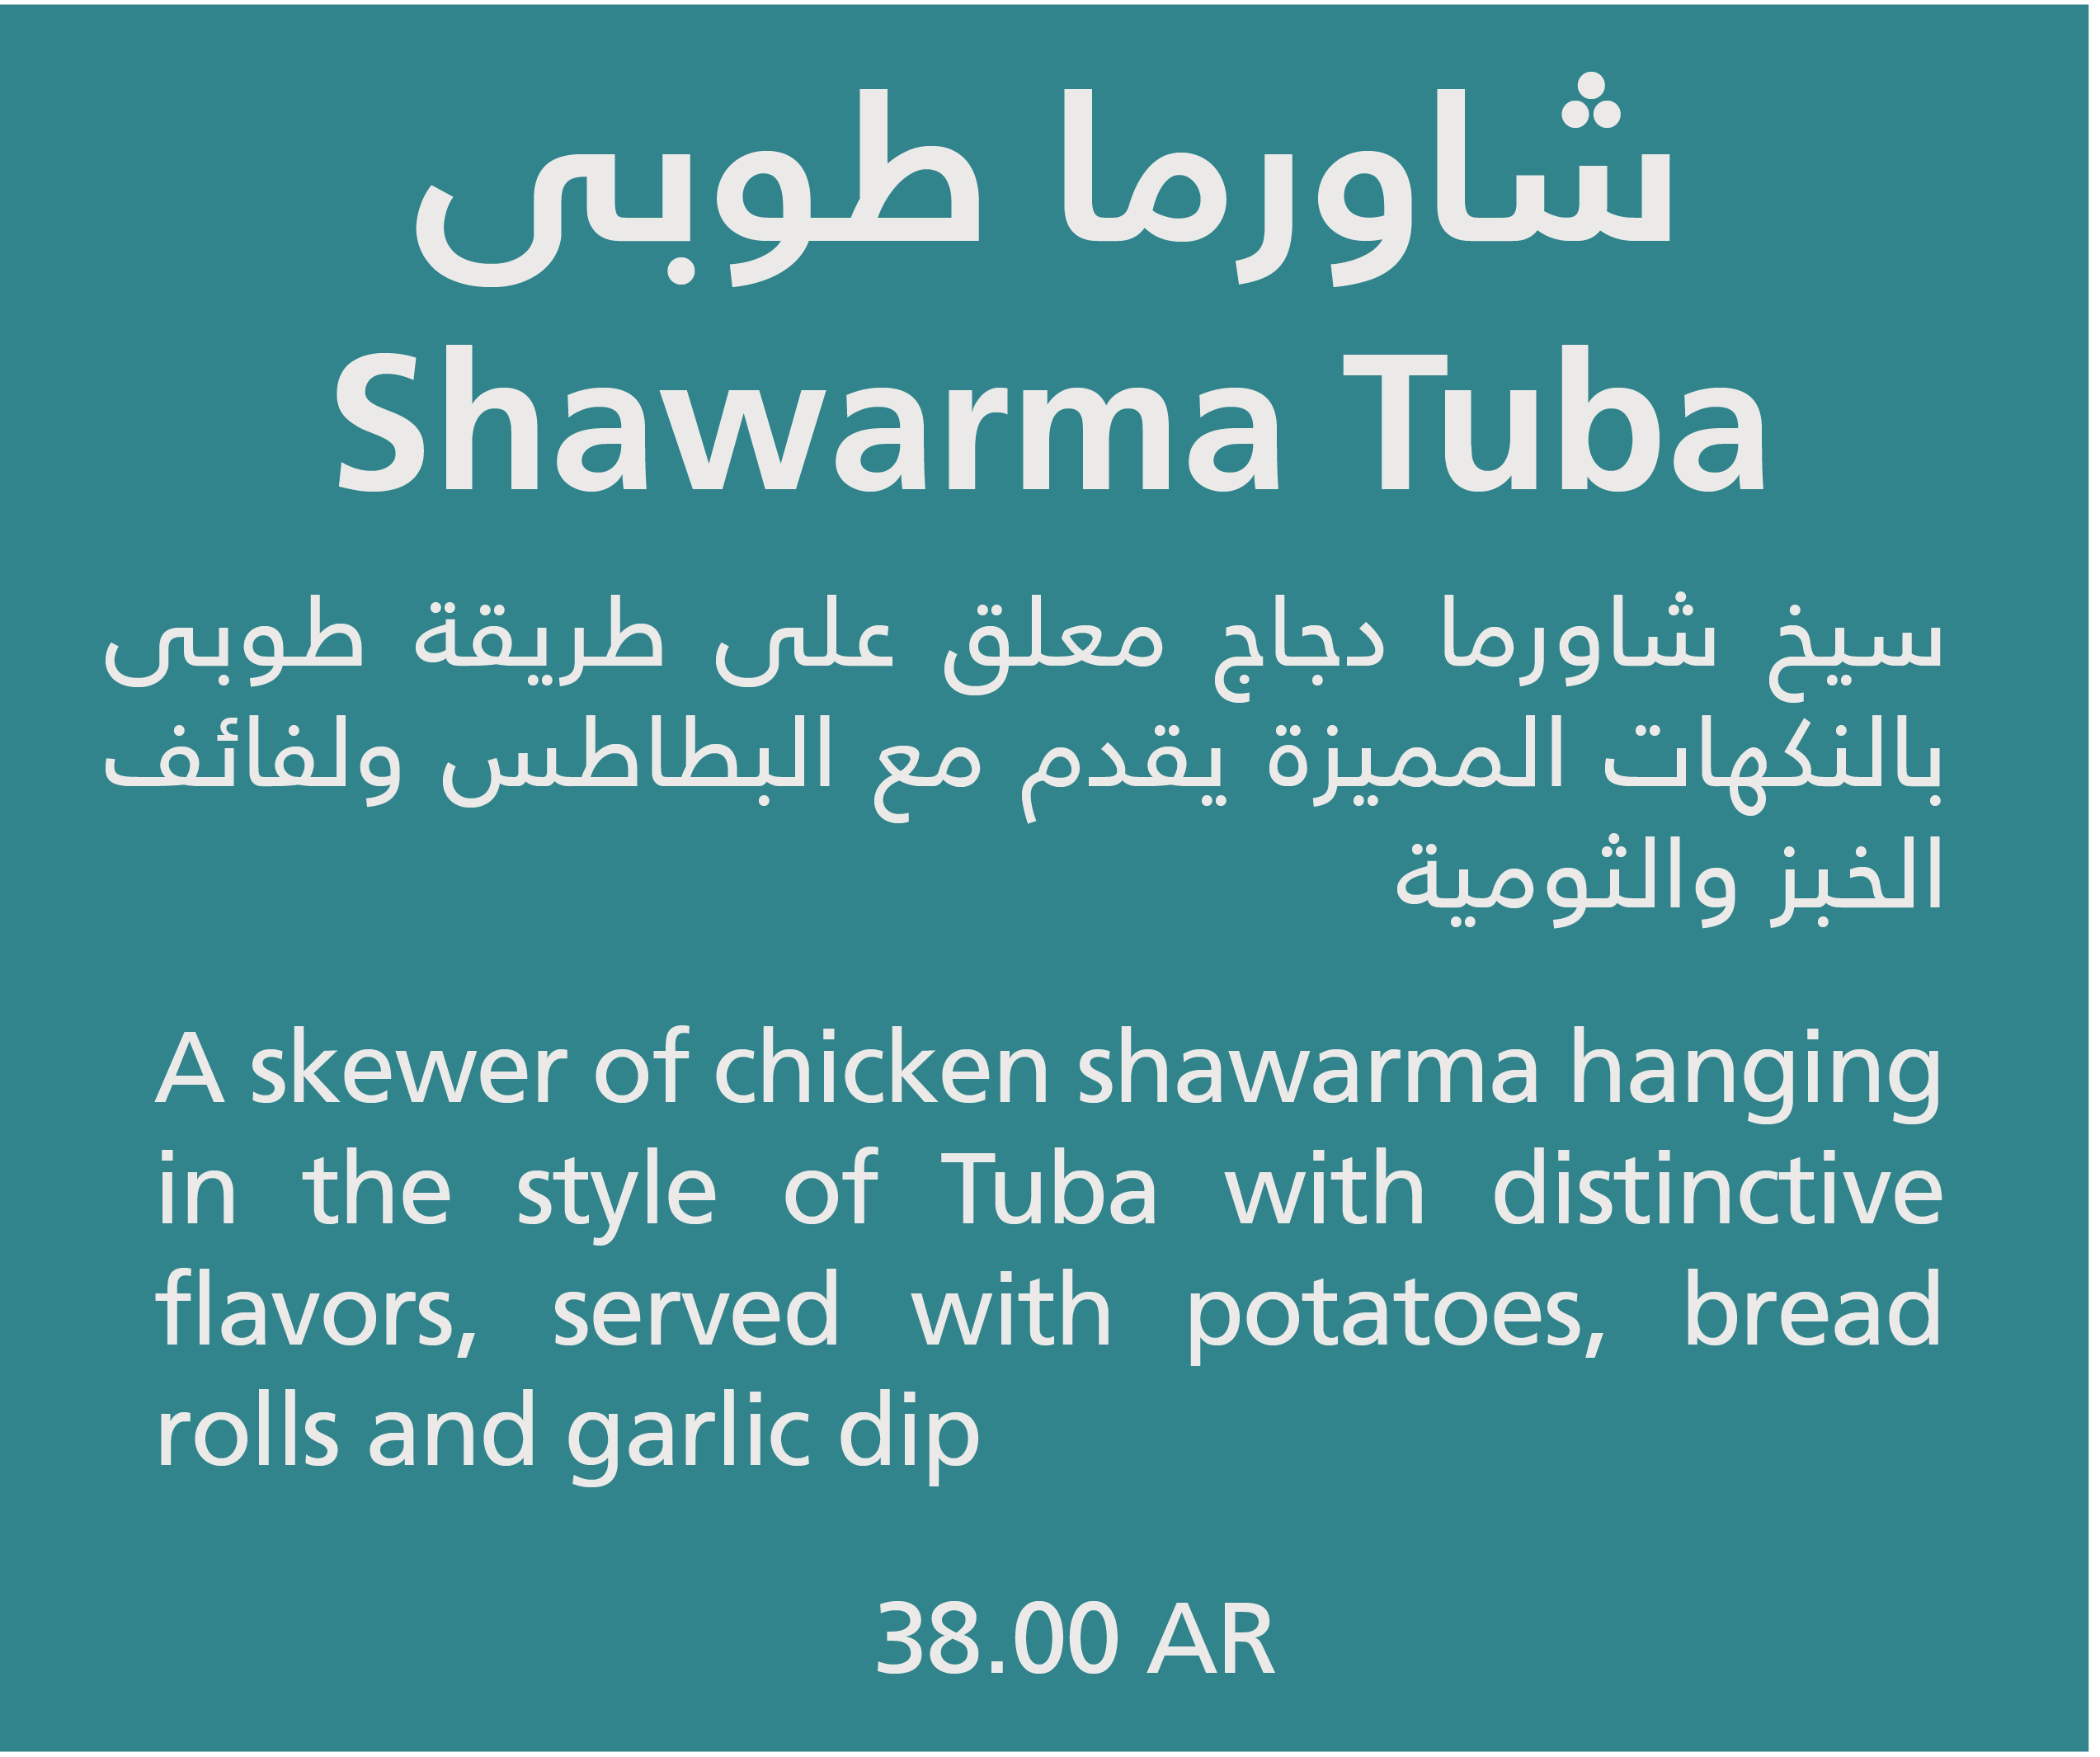 شاورما طوبى
Shawarma Tuba
سيخ شاورما دجاج معلق على طريقة طوبى
بالنكهات المميزة يقدم مع البطاطس ولفائف
الخبز والثومية
A skewer of chicken shawarma hanging
in the style of Tuba with distinctive
flavors, served with potatoes, bread
rolls and garlic dip
38.00 AR